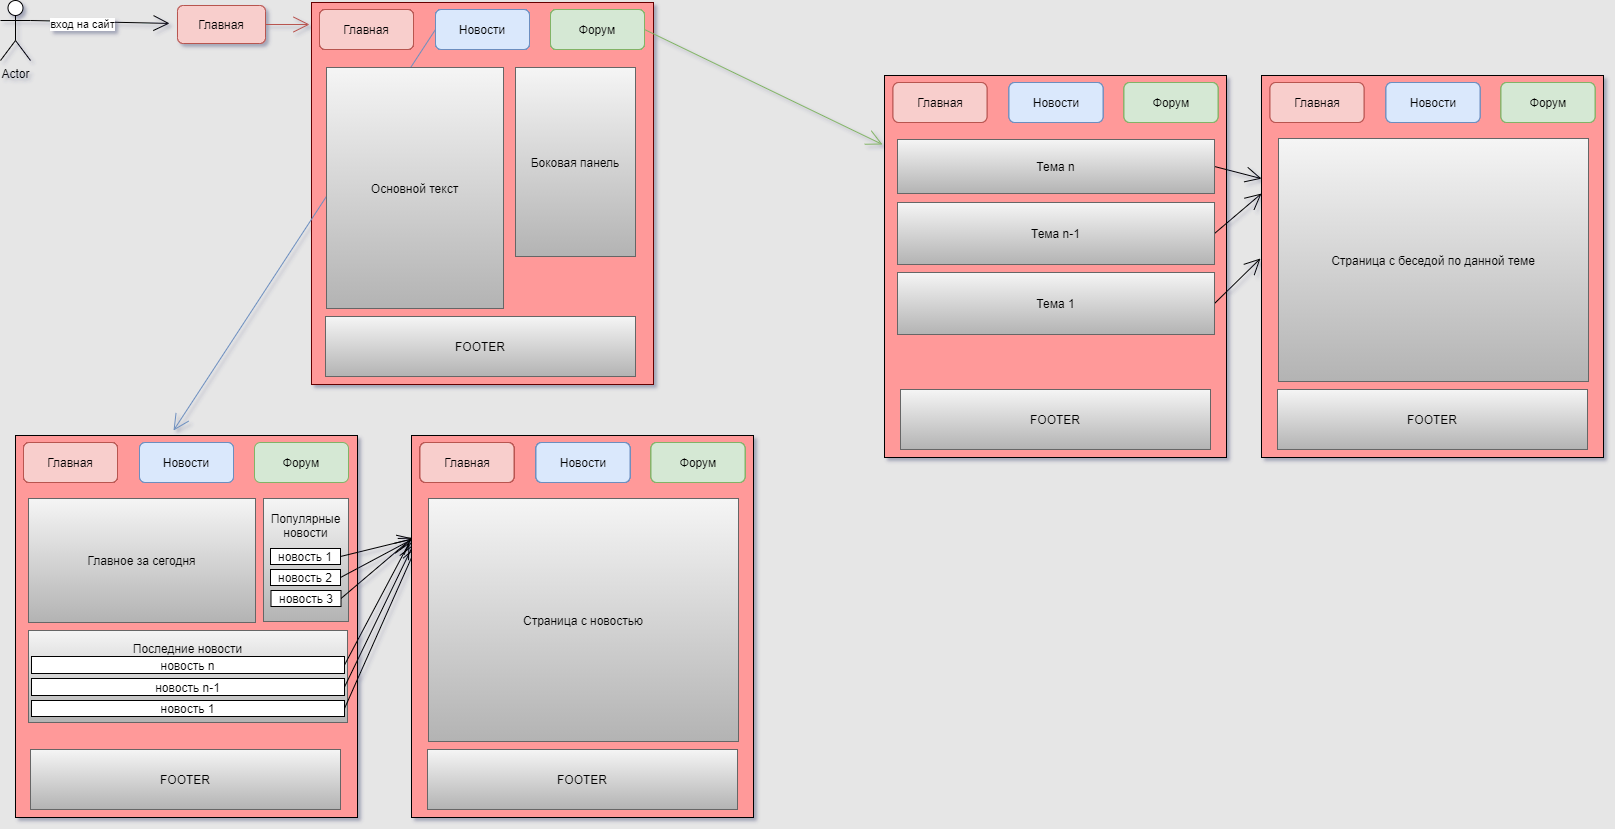 вход на сайт
Actor
Главная
Главная
Новости
Форум
Основной текст
Боковая панель
FOOTER
Главная
Новости
Форум
Тема n
Тема n-1
Тема 1
FOOTER
Главная
Новости
Форум
Страница с беседой по данной теме
FOOTER
Главная
Новости
Форум
Главное за сегодня
Популярные
новости
новость 1
новость 2
новость 3
Последние новости
новость n
новость n-1
новость 1
FOOTER
Главная
Новости
Форум
Страница с новостью
FOOTER